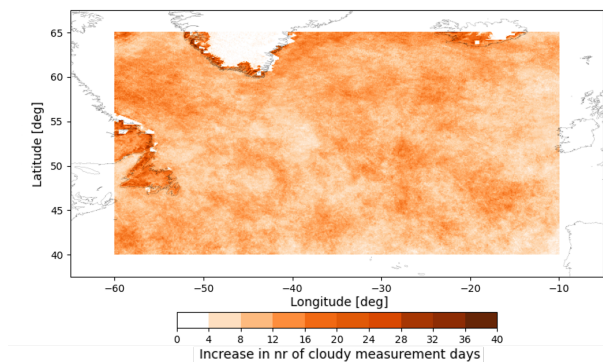 65
60
55
50
45
40
Latitude [deg]
−60 −50 −40 −30 −20 −10
Longitude [deg]
0 4 8 12 16 20 24 28 32 36 40
Increase in nr of cloudy measurement days